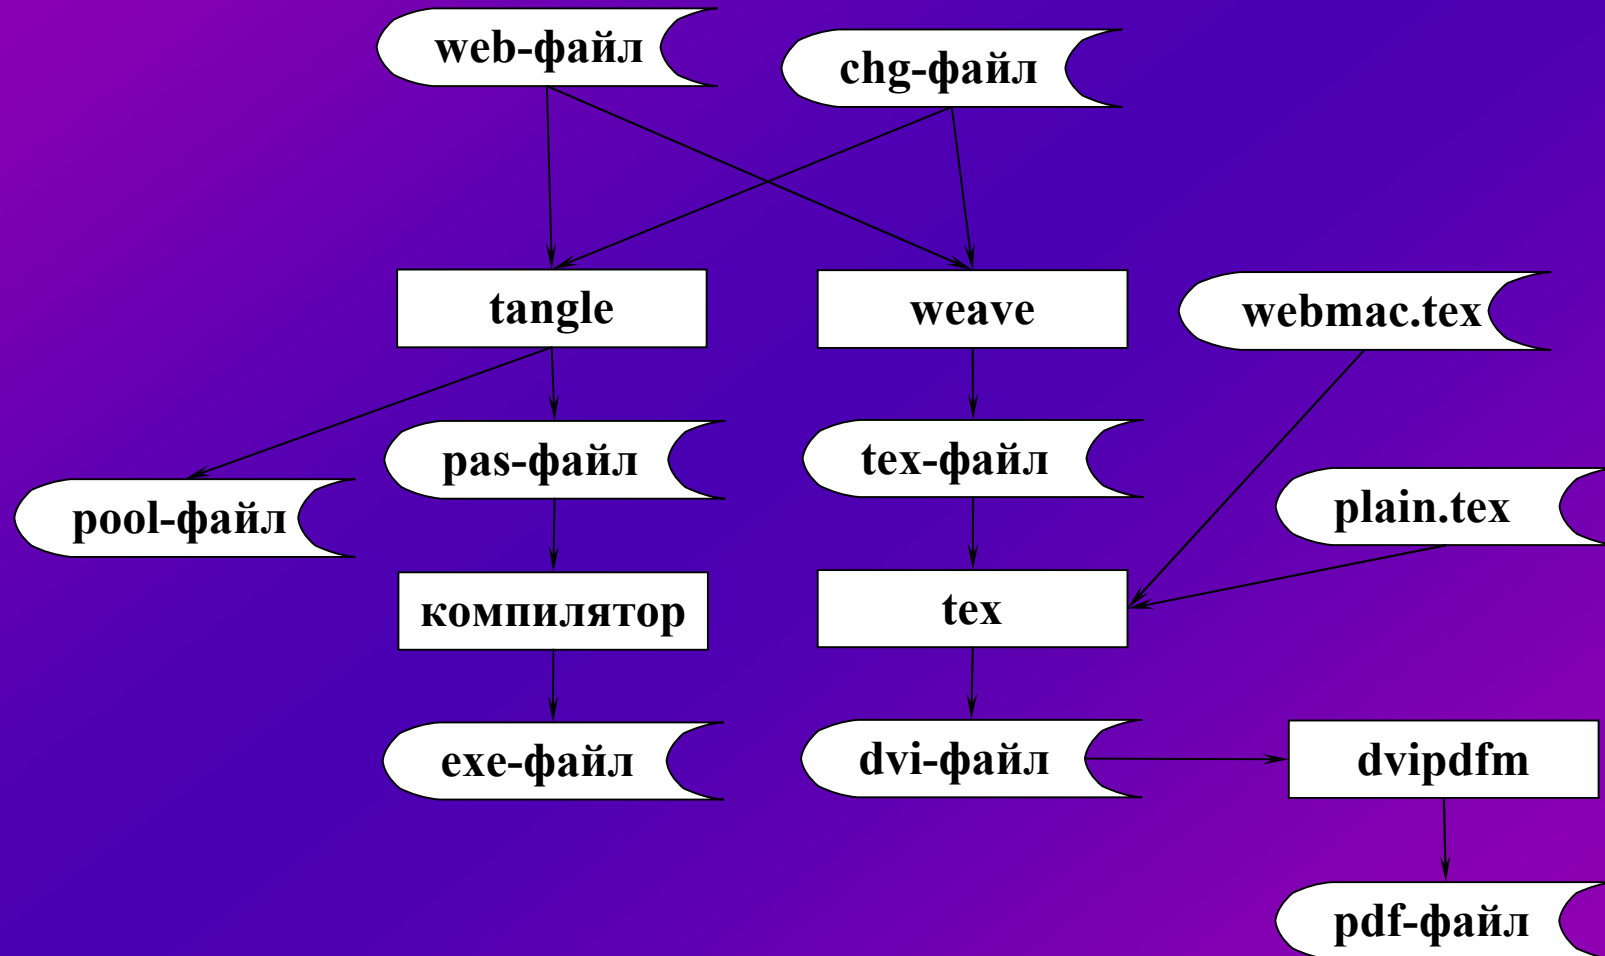 web-файл
chg-файл
tangle
weave
webmac.tex
pas-файл
tex-файл
pool-файл
plain.tex
компилятор
tex
exe-файл
dvi-файл
dvipdfm
pdf-файл